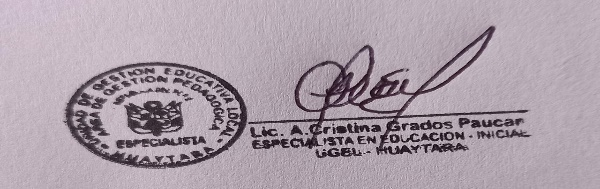 UNIDAD DE GESTION EDUCATIVA LOCAL
AREA DE GESTION PEDAGOGICA
ESPECIALISTA
HUAYTARA
Lic. A. Cristina Grados Paucar
ESPECIALISTA EN EDUCACION - INICIAL
UGEL - HUAYTARA